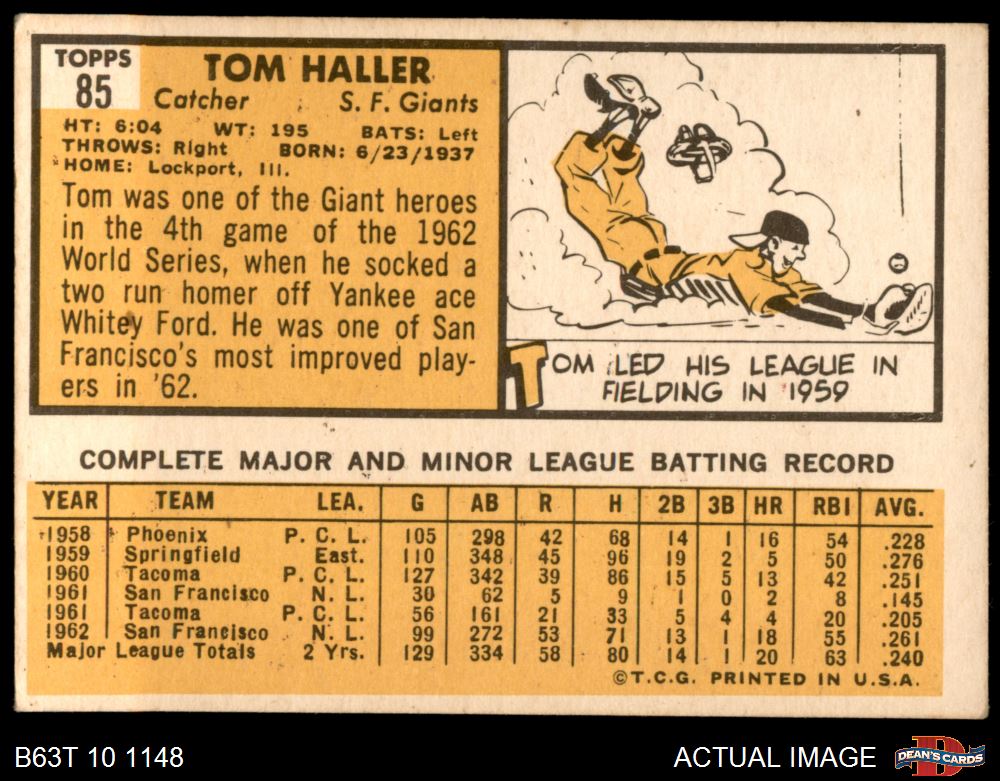 TOPPS
85
TOM HALLER
Catcher S. F. Giants
HT: 6:04 WT: 195 BATS: Left
THROWS: Right BORN: 6/23/1937
HOME: Lockport, Ill.
Tom was one of the Giant heroes
in the 4th game of the 1962
World Series, when he socked a
two run homer off Yankee ace
Whitey Ford. He was one of San
Francisco's most improved play-
ers in '62.
TOM LED HIS LEAGUE IN
FIELDING IN 1959
COMPLETE MAJOR AND MINOR LEAGUE BATTING RECORD
YEAR TEAM LEA. G AB R H 2B 3B HR RBI AVG.
1958 Phoenix P. C. L. 105 298 42 68 14 1 16 54 .228
1959 Springfield East. 110 348 45 96 19 2 5 50 .276
1960 Tacoma P. C. L. 127 342 39 86 15 5 13 42 .251
1961 San Francisco N. L. 30 62 5 9 1 0 2 8 .145
1961 Tacoma P. C. L. 56 161 21 33 5 4 4 20 .205
1962 San Francisco N. L. 99 272 53 71 13 1 18 55 .261
Major League Totals 2 Yrs. 129 334 58 80 14 1 20 63 .240
©T.C.G. PRINTED IN U.S.A.
B63T 10 1148 ACTUAL IMAGE
DEAN'S CARDS